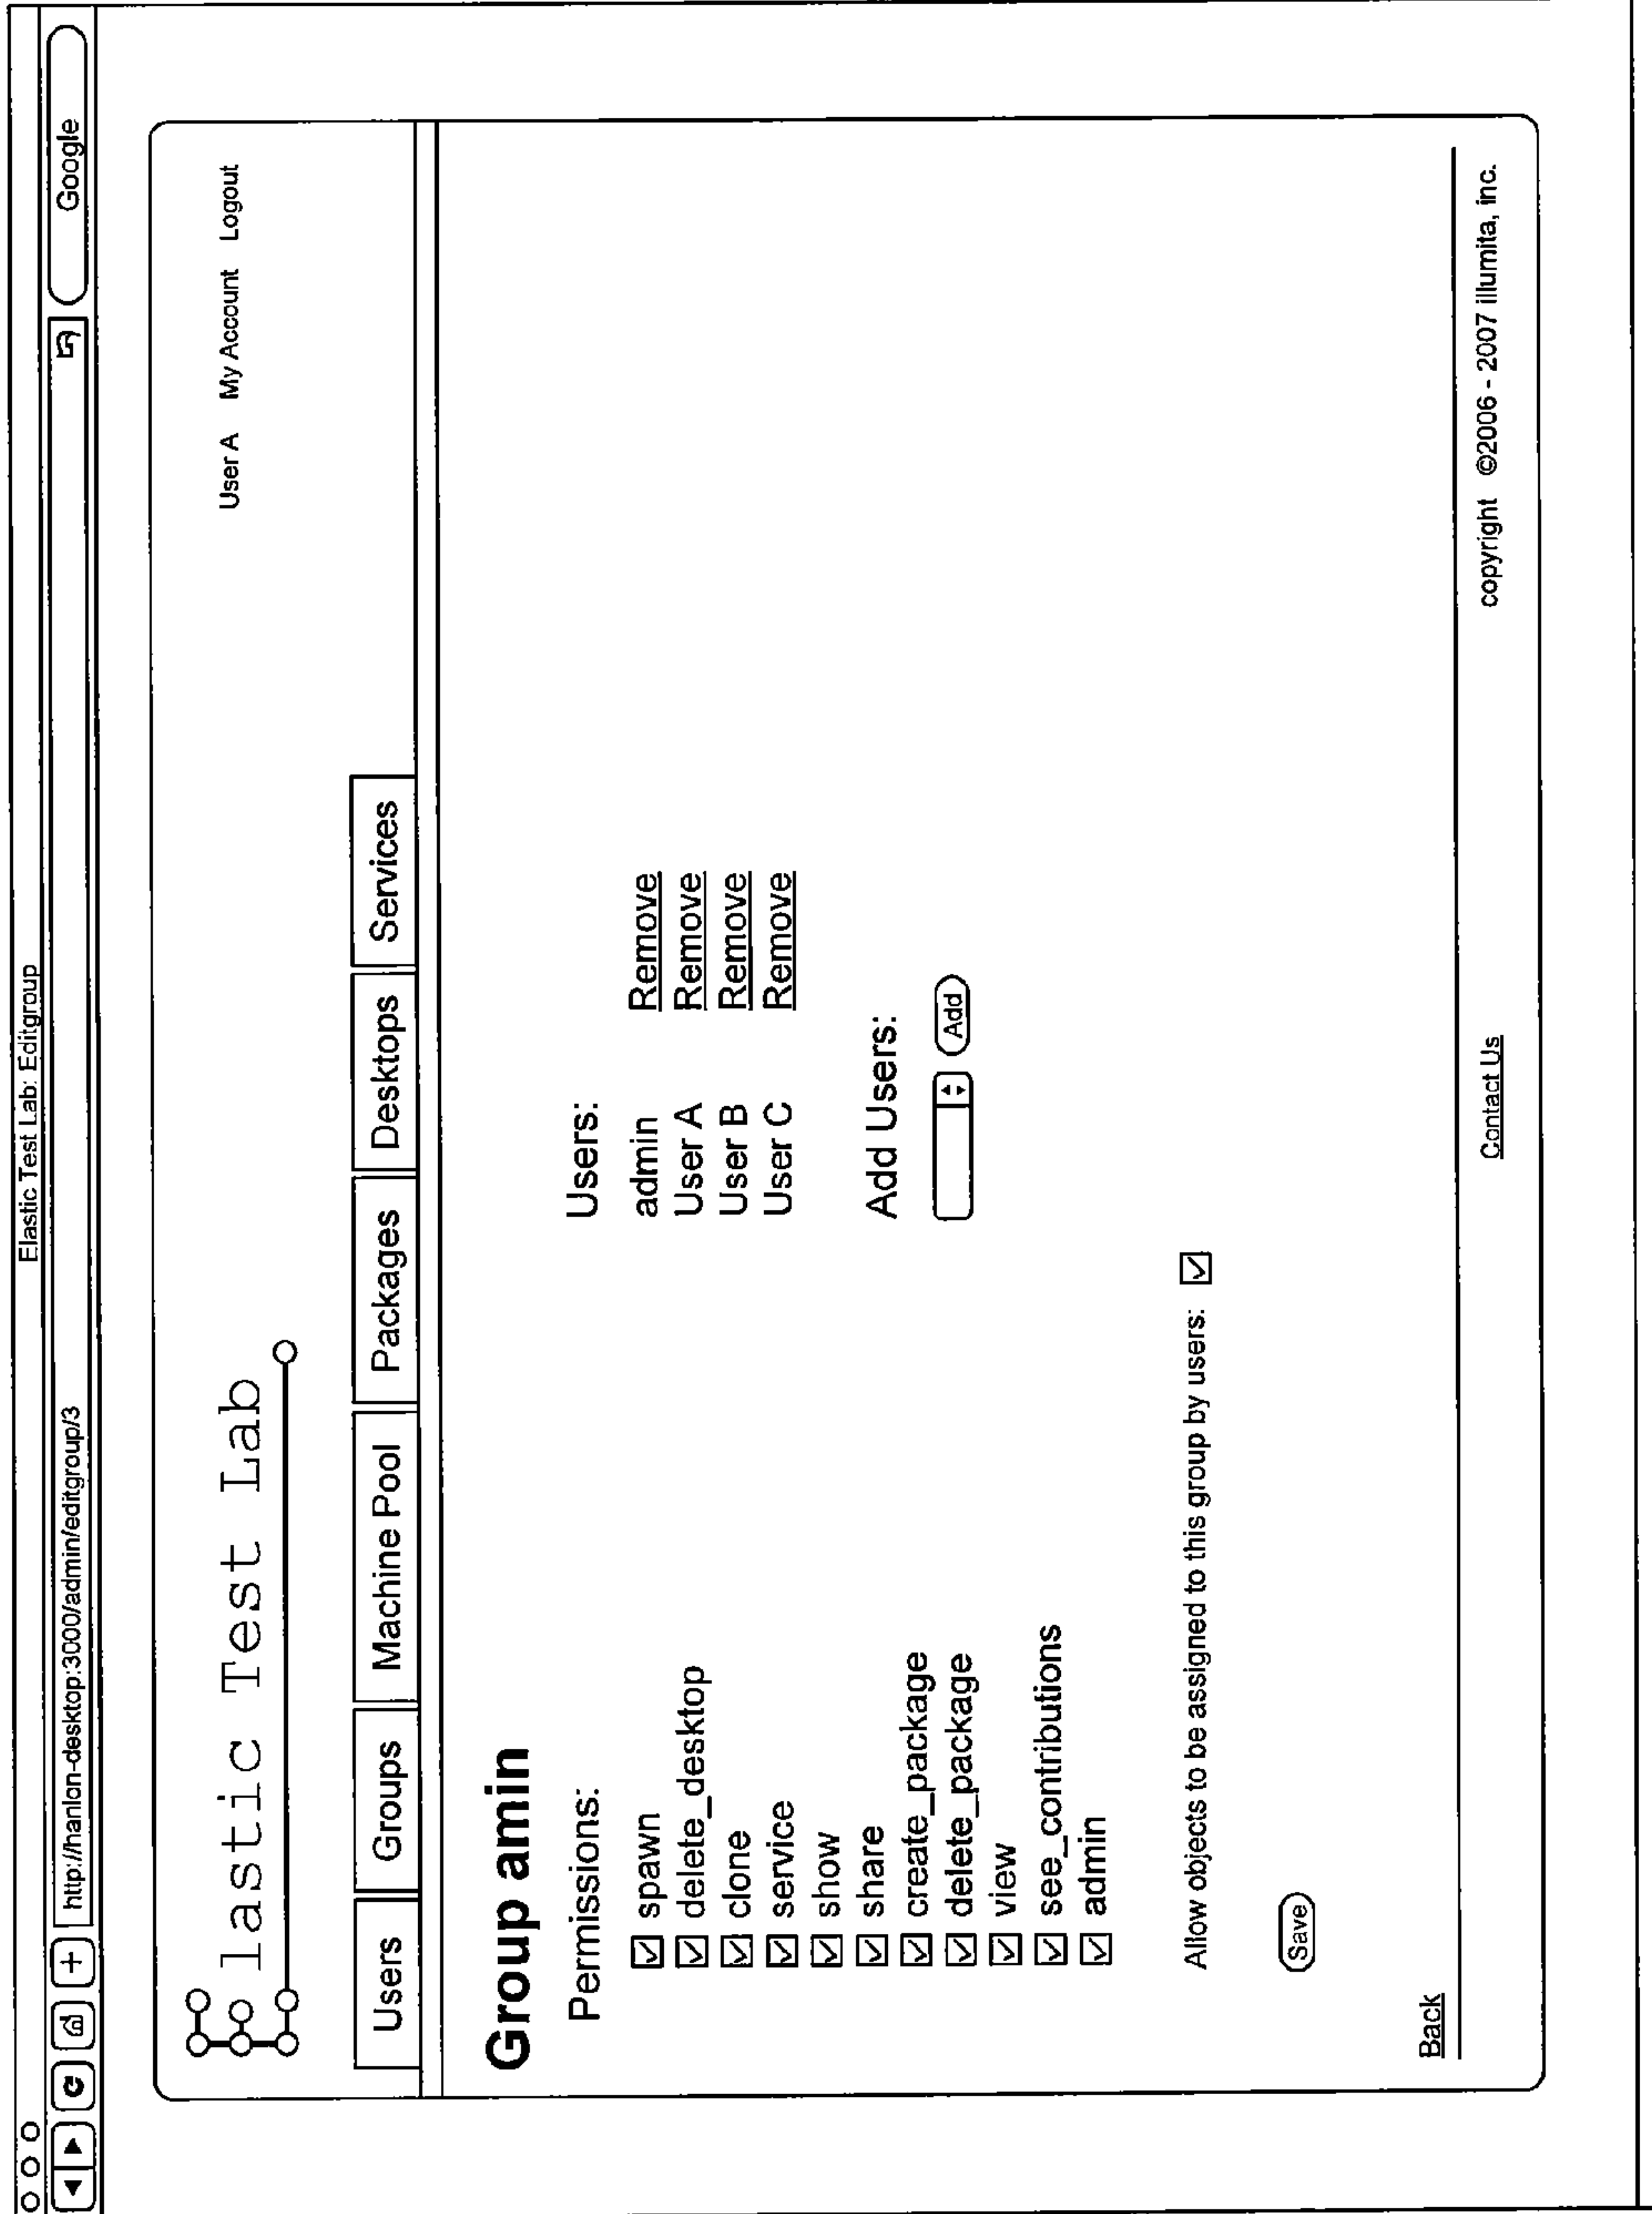 Elastic Test Lab: Editgroup
http://hanlon-desktop:3000/admin/editgroup/3
Google
lastic Test Lab
User A My Account Logout
Users Groups Machine Pool Packages Desktops Services
Group amin
Permissions:
spawn
delete_desktop
clone
service
show
share
create_package
delete_package
view
see_contributions
admin
Users:
admin Remove
User A Remove
User B Remove
User C Remove
Add Users:
Add
Allow objects to be assigned to this group by users:
Save
Back
Contact Us
copyright ©2006 - 2007 illumita, inc.